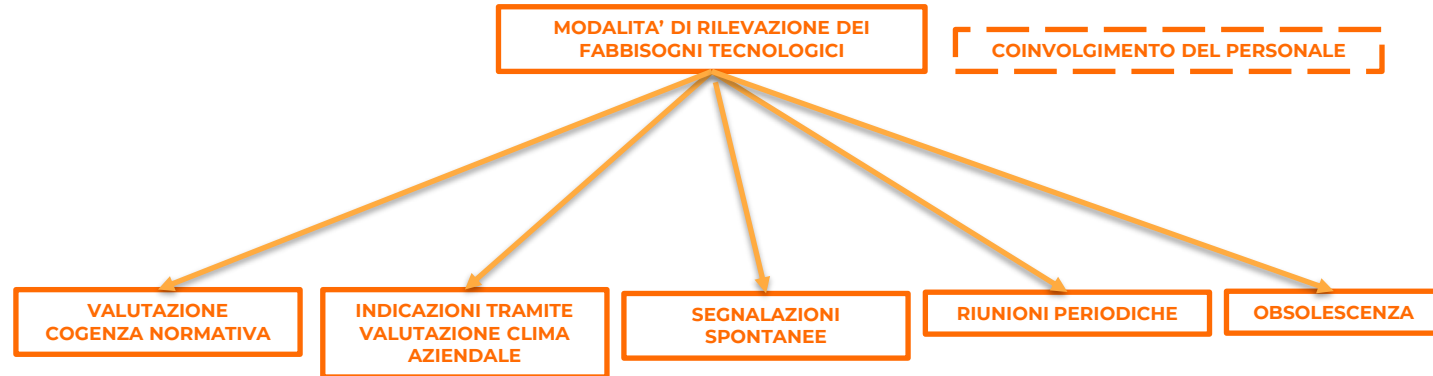 MODALITA’ DI RILEVAZIONE DEI
FABBISOGNI TECNOLOGICI
COINVOLGIMENTO DEL PERSONALE
VALUTAZIONE
COGENZA NORMATIVA
INDICAZIONI TRAMITE
VALUTAZIONE CLIMA
AZIENDALE
SEGNALAZIONI
SPONTANEE
RIUNIONI PERIODICHE
OBSOLESCENZA